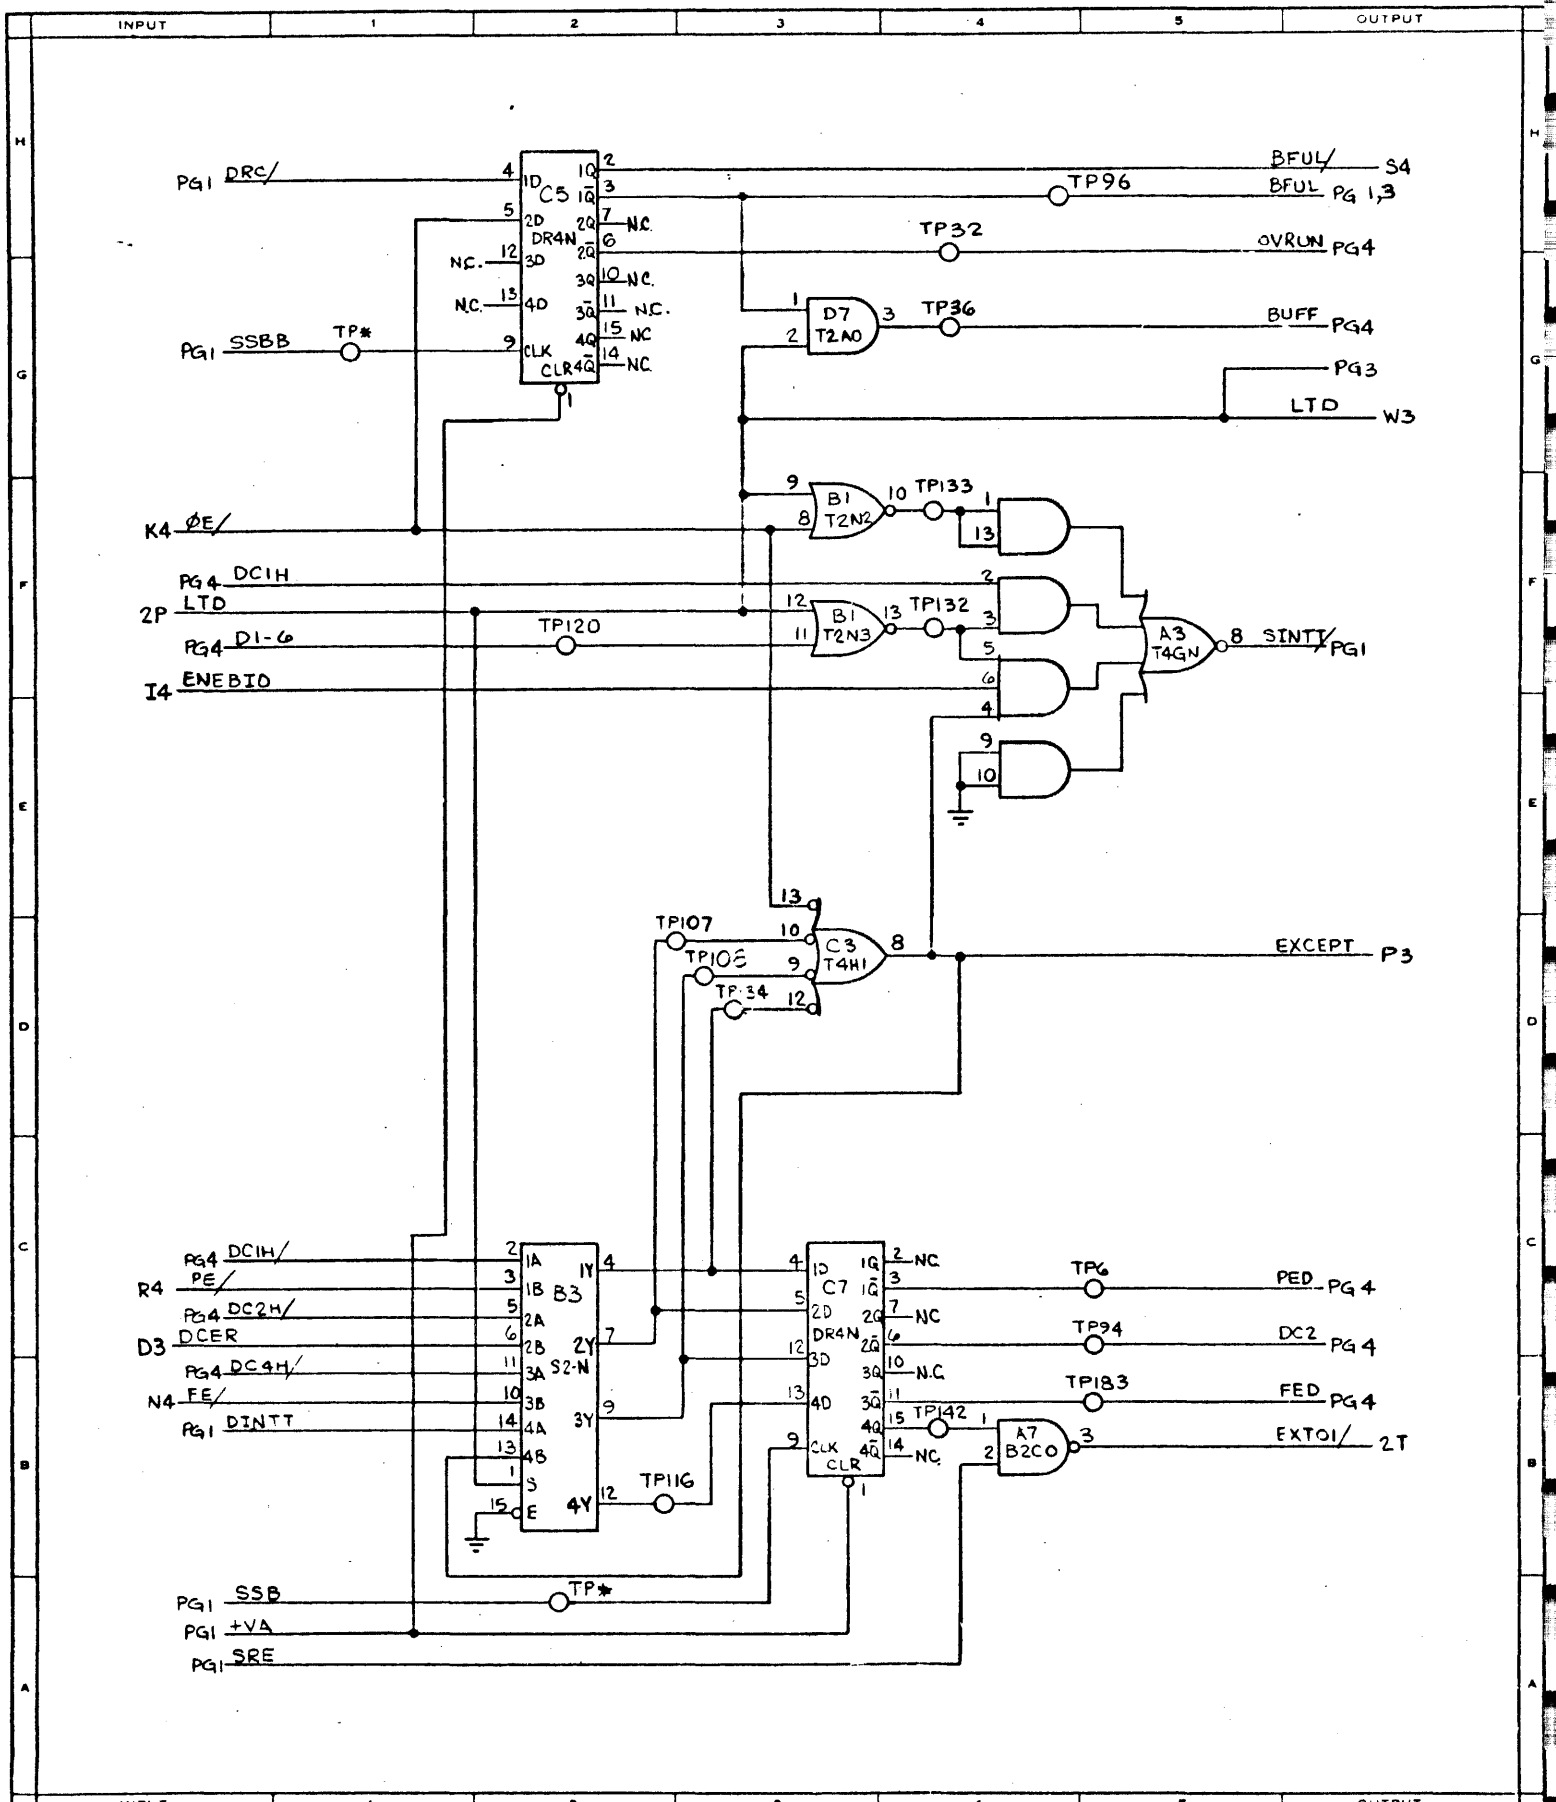 INPUT 1 2 3 4 5 OUTPUT
H H
PG1 DRC/ 4 1D 1Q 2 BFUL/ S4
C5 1Q̅ 3 TP96 BFUL PG 1,3
5 2D 2Q 7 N.C.
DR4N 2Q̅ 6 TP32 OVRUN PG4
N.C. 12 3D
3Q 10 N.C.
N.C. 13 4D 3Q̅ 11 N.C.
1 D7 3 TP36 BUFF PG4
2 T2A0
4Q 15 NC
PG1 SSBB TP* 9 CLK
CLR 4Q̅ 14 NC
1
PG3
G G
LTD W3
9 B1 10 TP133 1
8 T2N2 13
K4 ØE/
PG4 DC1H 2
F F
2P LTD 12 B1 13 TP132 3
TP120 11 T2N3
PG4 D1-6 5
A3 8 SINTI/ PG1
T4GN
I4 ENEBIO 6
4
9
10
E E
13
TP107 10 C3 8 EXCEPT P3
TP108 9 T4H1
12
D D
C C
PG4 DC1H/ 2 1A 1Y 4 4 1D 1Q 2 NC
R4 PE/ 3 1B B3 C7 1Q̅ 3 TP6 PED PG4
PG4 DC2H/ 5 2A 5 2D 2Q 7 NC
D3 DCER 6 2B 2Y 7 DR4N 2Q̅ 6 TP94 DC2 PG4
PG4 DC4H/ 11 3A S2-N 12 3D 3Q 10 N.C.
N4 FE/ 10 3B 3Y 9 13 4D 3Q̅ 11 TP183 FED PG4
PG1 DINTT 14 4A 4Q 15 TP142 1 A7 3 EXTO1/ 2T
13 4B 9 CLK 4Q̅ 14 NC 2 B2CO
B B
1 S CLR 1
15 E 4Y 12 TP116
PG1 SSB TP*
PG1 +VA
PG1 SRE
A A